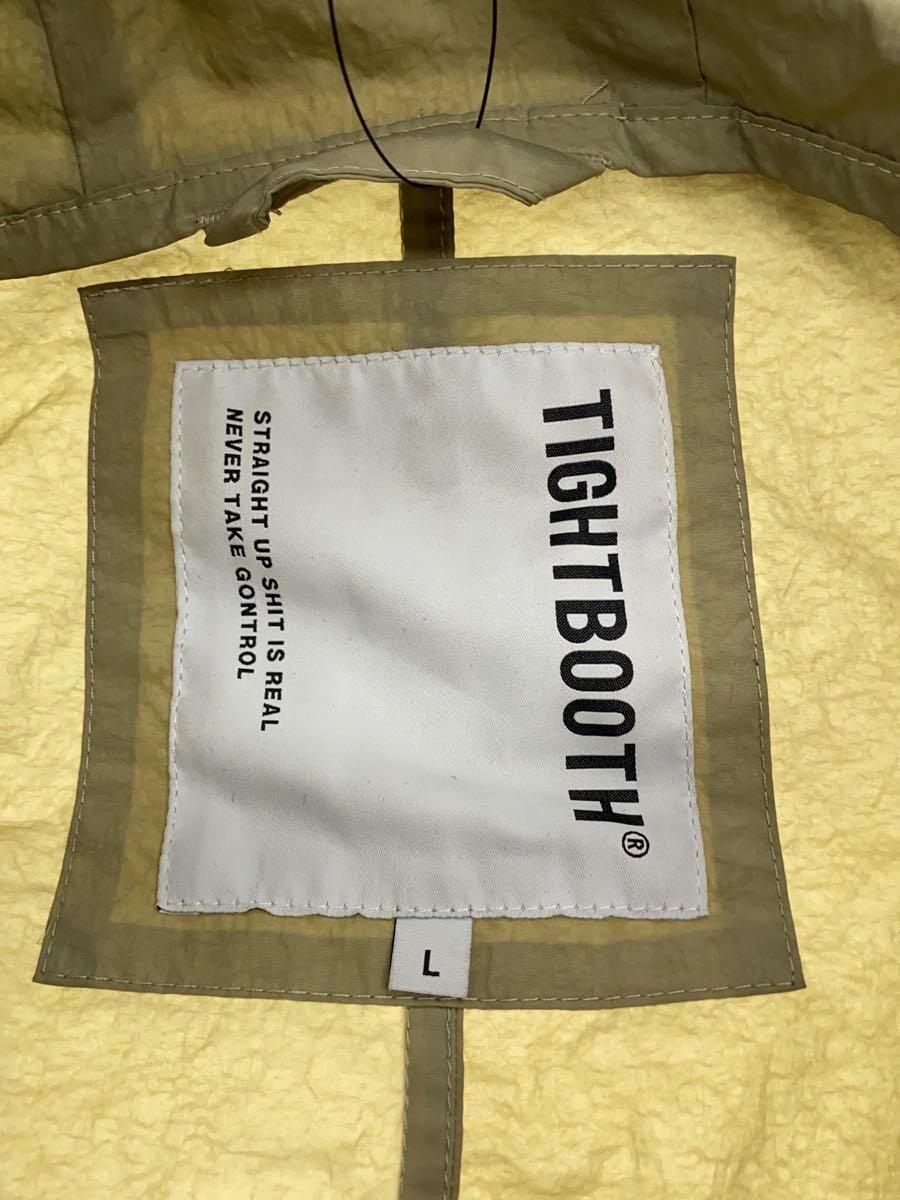 TIGHTBOOTH®
STRAIGHT UP SHIT IS REAL
NEVER TAKE GONTROL
L